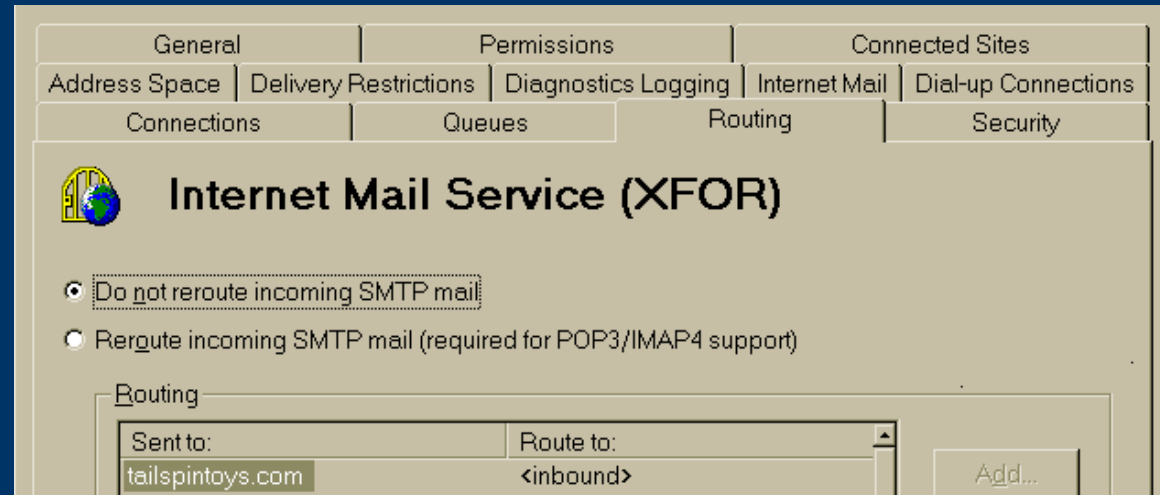 General Permissions Connected Sites
Address Space Delivery Restrictions Diagnostics Logging Internet Mail Dial-up Connections
Connections Queues Routing Security
Internet Mail Service (XFOR)
Do not reroute incoming SMTP mail
Reroute incoming SMTP mail (required for POP3/IMAP4 support)
Routing
Sent to: Route to:
tailspintoys.com <inbound> Add...